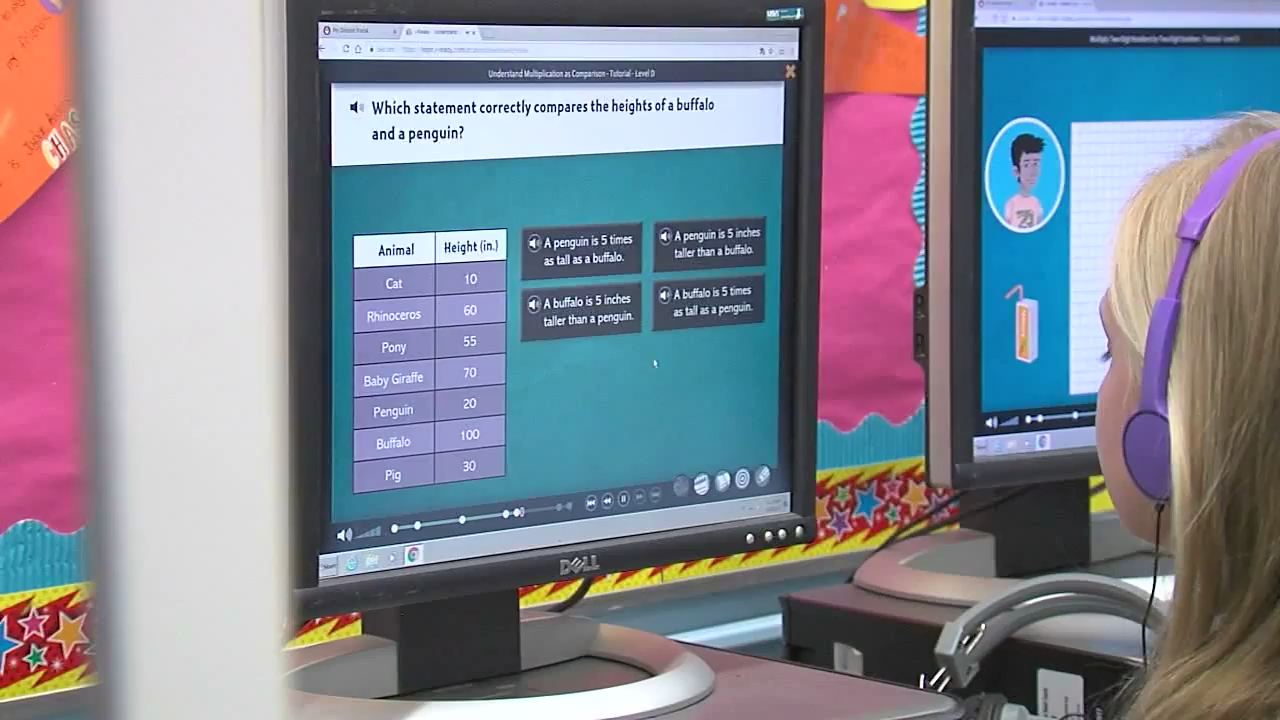 Understand Multiplication as Comparison - Tutorial - Level D
Which statement correctly compares the heights of a buffalo
and a penguin?
Animal Height (in.)
Cat 10
Rhinoceros 60
Pony 55
Baby Giraffe 70
Penguin 20
Buffalo 100
Pig 30
A penguin is 5 times
as tall as a buffalo.
A penguin is 5 inches
taller than a buffalo.
A buffalo is 5 inches
taller than a penguin.
A buffalo is 5 times
as tall as a penguin.
Start
DELL